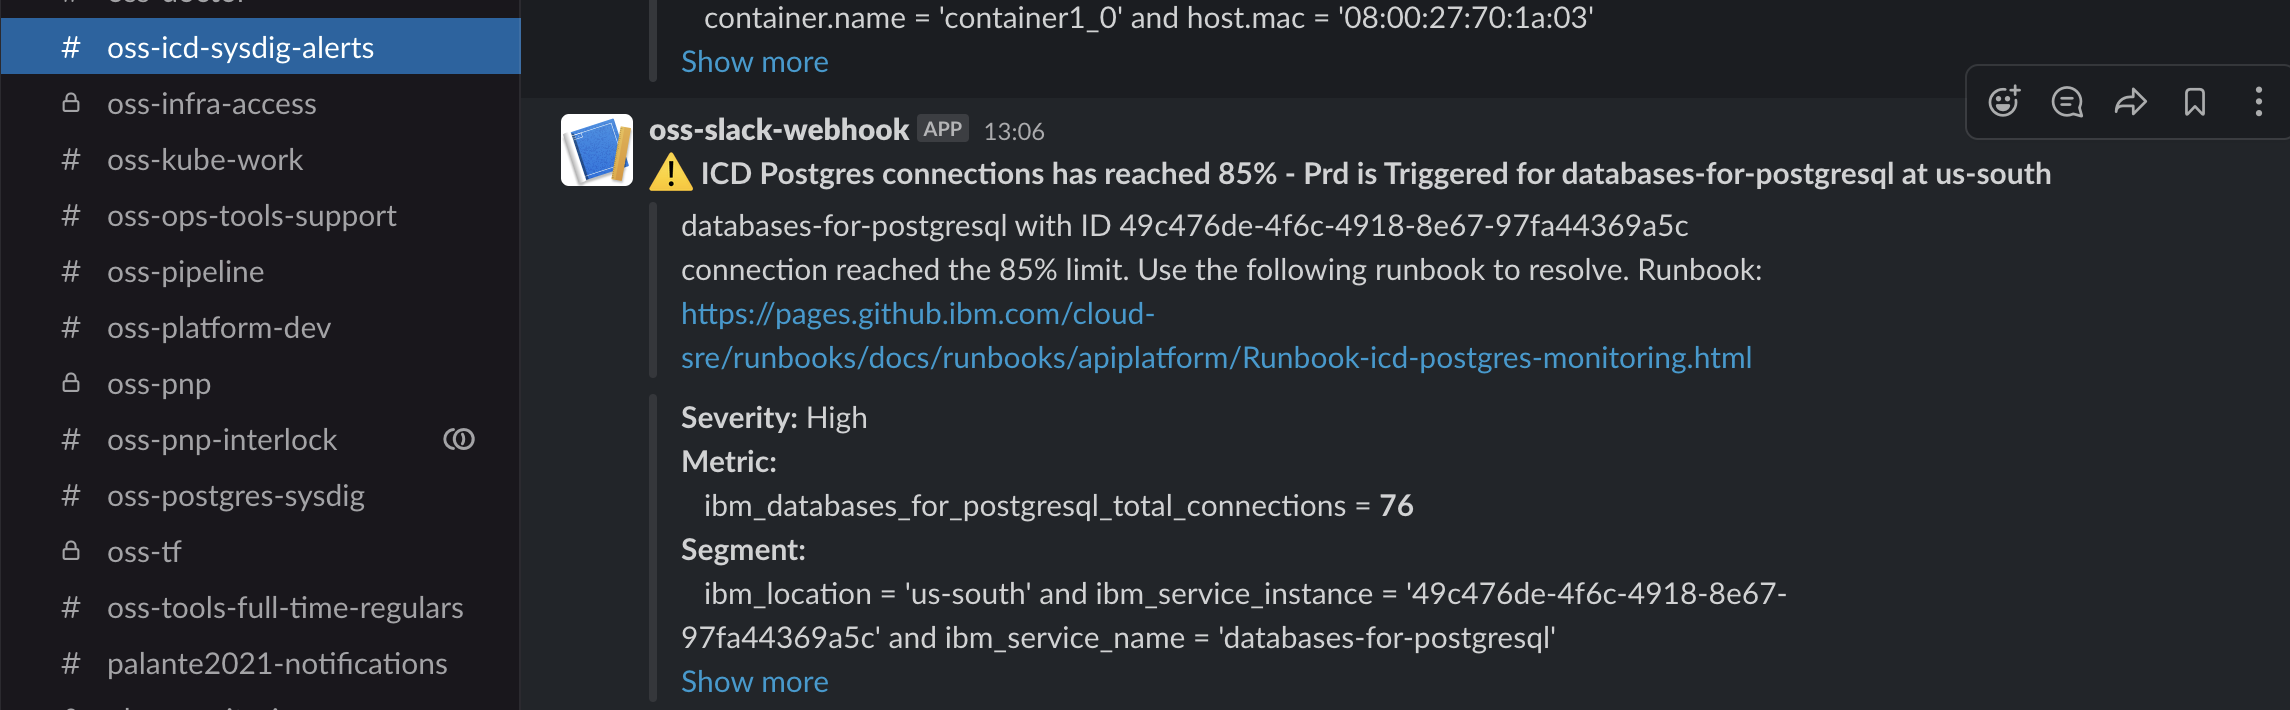 oss-doctor
oss-icd-sysdig-alerts
oss-infra-access
oss-kube-work
oss-ops-tools-support
oss-pipeline
oss-platform-dev
oss-pnp
oss-pnp-interlock
oss-postgres-sysdig
oss-tf
oss-tools-full-time-regulars
palante2021-notifications
container.name = 'container1_0' and host.mac = '08:00:27:70:1a:03'
Show more
oss-slack-webhook APP 13:06
ICD Postgres connections has reached 85% - Prd is Triggered for databases-for-postgresql at us-south
databases-for-postgresql with ID 49c476de-4f6c-4918-8e67-97fa44369a5c
connection reached the 85% limit. Use the following runbook to resolve. Runbook:
https://pages.github.ibm.com/cloud-
sre/runbooks/docs/runbooks/apiplatform/Runbook-icd-postgres-monitoring.html
Severity: High
Metric:
ibm_databases_for_postgresql_total_connections = 76
Segment:
ibm_location = 'us-south' and ibm_service_instance = '49c476de-4f6c-4918-8e67-
97fa44369a5c' and ibm_service_name = 'databases-for-postgresql'
Show more